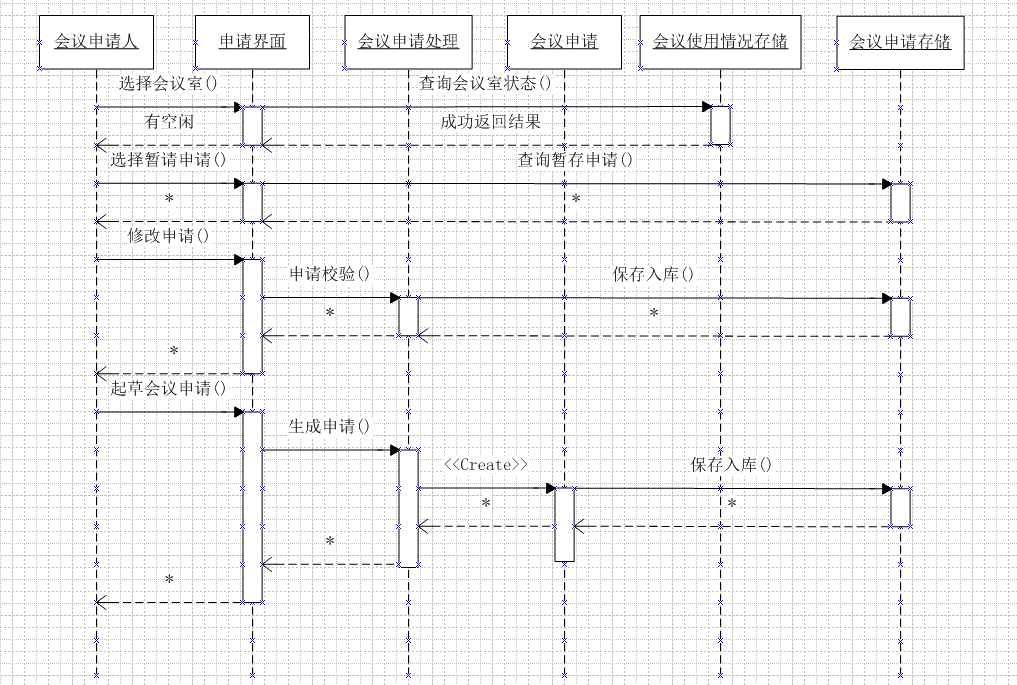 会议申请人
申请界面
会议申请处理
会议申请
会议使用情况存储
会议申请存储
选择会议室()
查询会议室状态()
有空闲
成功返回结果
选择暂请申请()
查询暂存申请()
*
*
修改申请()
申请校验()
保存入库()
*
*
*
起草会议申请()
生成申请()
<<Create>>
保存入库()
*
*
*
*